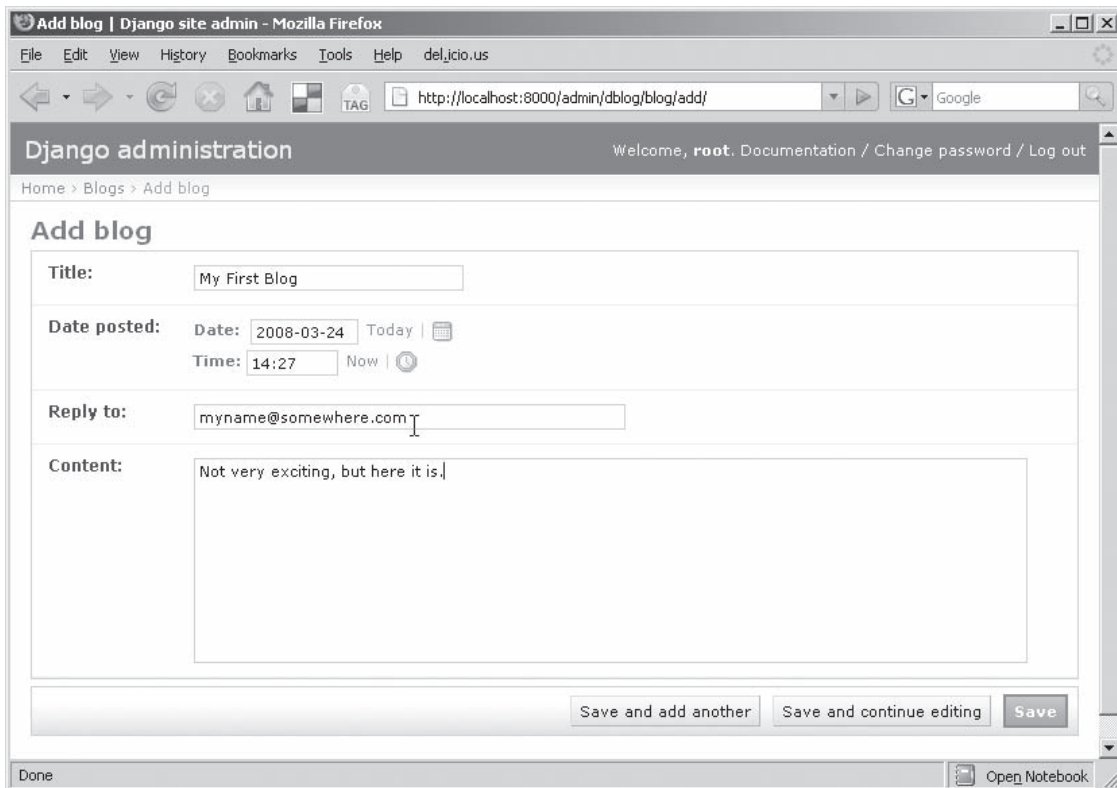 Add blog | Django site admin - Mozilla Firefox
File Edit View History Bookmarks Tools Help del.icio.us
TAG http://localhost:8000/admin/dblog/blog/add/ G Google
Django administration Welcome, root. Documentation / Change password / Log out
Home > Blogs > Add blog
Add blog
Title: My First Blog
Date posted: Date: 2008-03-24 Today |
Time: 14:27 Now |
Reply to: myname@somewhere.com
Content: Not very exciting, but here it is.
Save and add another Save and continue editing Save
Done Open Notebook